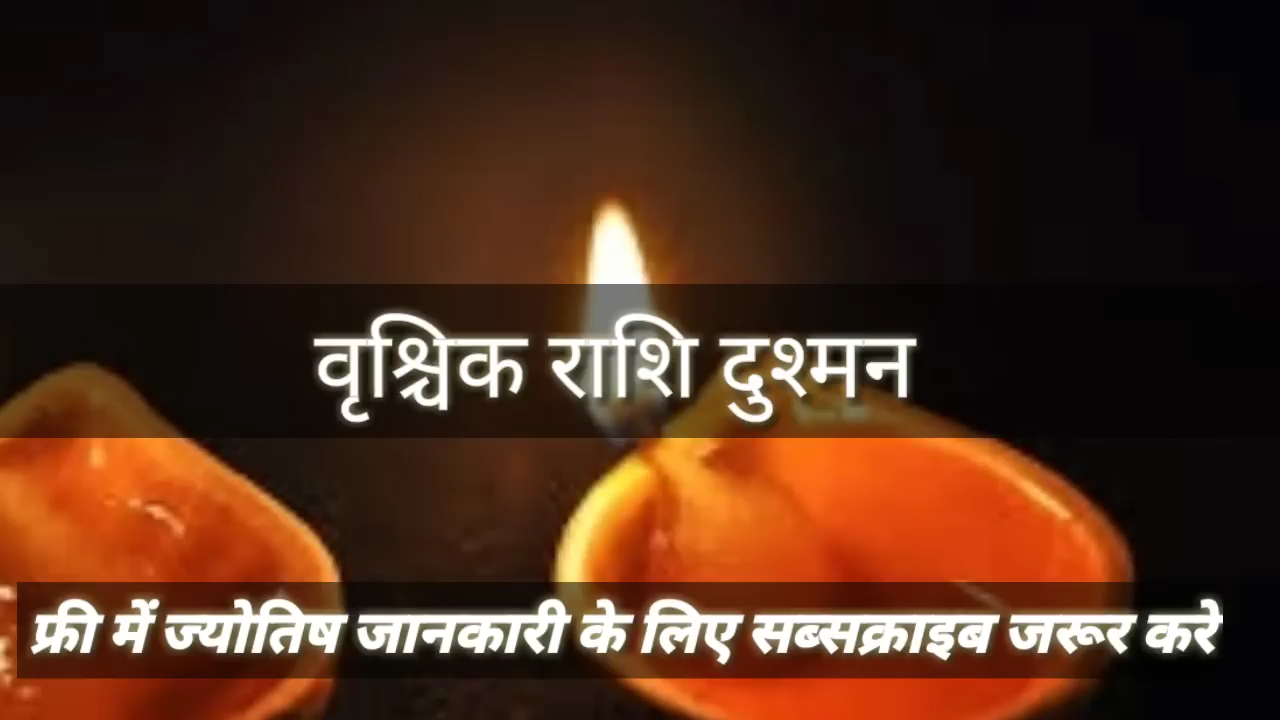 वृश्चिक राशि दुश्मन
फ्री में ज्योतिष जानकारी के लिए सब्सक्राइब जरूर करे